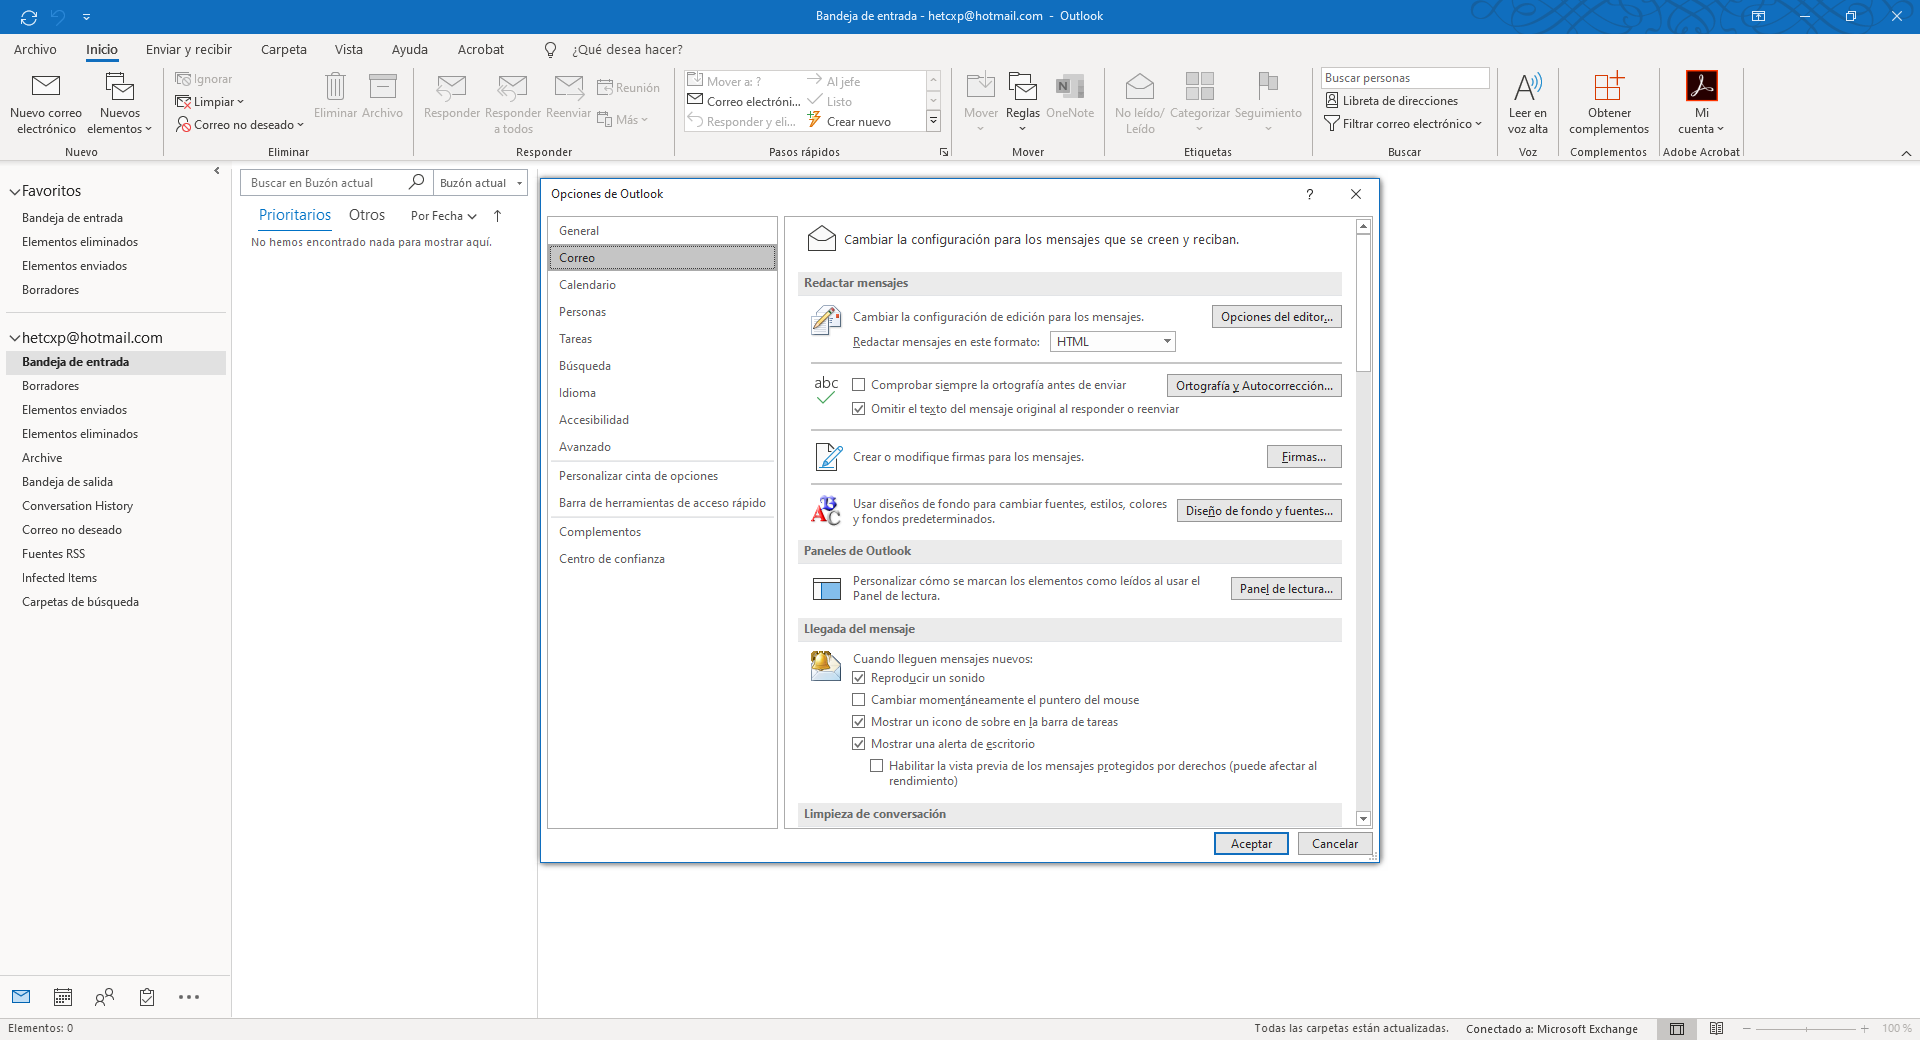 Bandeja de entrada - hetcxp@hotmail.com - Outlook
Archivo
Inicio
Enviar y recibir
Carpeta
Vista
Ayuda
Acrobat
¿Qué desea hacer?
Nuevo correo
electrónico
Nuevos
elementos
Nuevo
Ignorar
Limpiar
Correo no deseado
Eliminar
Archivo
Eliminar
Responder
Responder
a todos
Reenviar
Reunión
Más
Responder
Mover a: ?
Correo electróni...
Responder y eli...
Al jefe
Listo
Crear nuevo
Pasos rápidos
Mover
Reglas
OneNote
Mover
No leído/
Leído
Categorizar
Seguimiento
Etiquetas
Buscar personas
Libreta de direcciones
Filtrar correo electrónico
Buscar
Leer en
voz alta
Voz
Obtener
complementos
Complementos
Mi
cuenta
Adobe Acrobat
Favoritos
Bandeja de entrada
Elementos eliminados
Elementos enviados
Borradores
hetcxp@hotmail.com
Bandeja de entrada
Borradores
Elementos enviados
Elementos eliminados
Archive
Bandeja de salida
Conversation History
Correo no deseado
Fuentes RSS
Infected Items
Carpetas de búsqueda
Buscar en Buzón actual
Buzón actual
Prioritarios
Otros
Por Fecha
No hemos encontrado nada para mostrar aquí.
Opciones de Outlook
?
General
Correo
Calendario
Personas
Tareas
Búsqueda
Idioma
Accesibilidad
Avanzado
Personalizar cinta de opciones
Barra de herramientas de acceso rápido
Complementos
Centro de confianza
Cambiar la configuración para los mensajes que se creen y reciban.
Redactar mensajes
Cambiar la configuración de edición para los mensajes.
Opciones del editor...
Redactar mensajes en este formato:
HTML
abc
Comprobar siempre la ortografía antes de enviar
Ortografía y Autocorrección...
Omitir el texto del mensaje original al responder o reenviar
Crear o modifique firmas para los mensajes.
Firmas...
Usar diseños de fondo para cambiar fuentes, estilos, colores
y fondos predeterminados.
Diseño de fondo y fuentes...
Paneles de Outlook
Personalizar cómo se marcan los elementos como leídos al usar el
Panel de lectura.
Panel de lectura...
Llegada del mensaje
Cuando lleguen mensajes nuevos:
Reproducir un sonido
Cambiar momentáneamente el puntero del mouse
Mostrar un icono de sobre en la barra de tareas
Mostrar una alerta de escritorio
Habilitar la vista previa de los mensajes protegidos por derechos (puede afectar al
rendimiento)
Limpieza de conversación
Aceptar
Cancelar
Elementos: 0
Todas las carpetas están actualizadas.
Conectado a: Microsoft Exchange
100 %